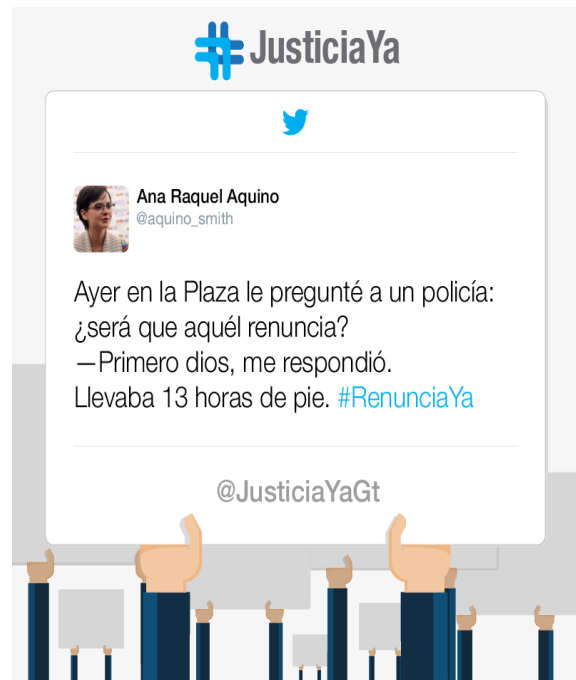 #JusticiaYa
Ana Raquel Aquino
@aquino_smith
Ayer en la Plaza le pregunté a un policía:
¿será que aquél renuncia?
—Primero dios, me respondió.
Llevaba 13 horas de pie. #RenunciaYa
@JusticiaYaGt